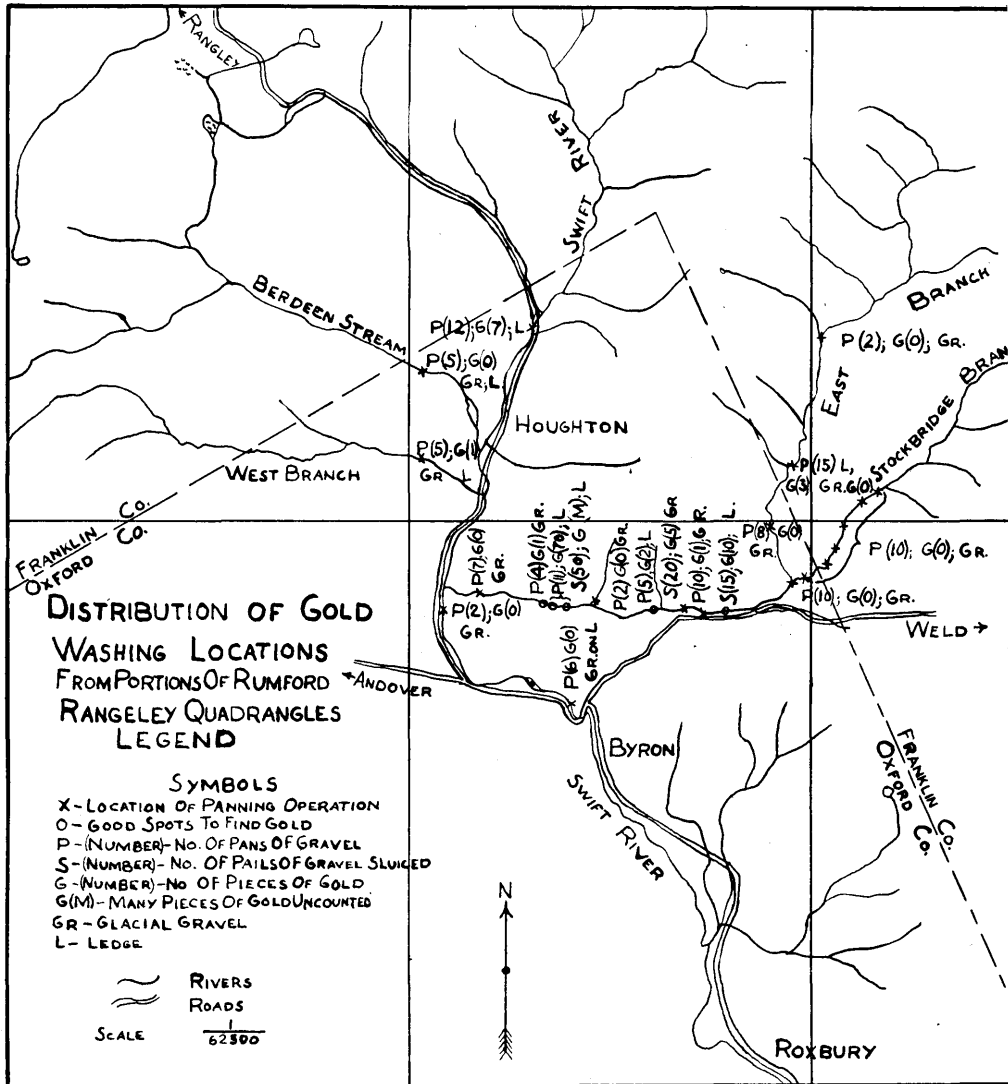 RANGLEY
SWIFT RIVER
BERDEEN STREAM
P(12); G(7); L
P(5); G(0)
GR; L
BRANCH
P(2); G(0); GR.
EAST
STOCKBRIDGE BRAN
HOUGHTON
P(5); G(1)
GR
L
WEST BRANCH
P(15) L,
G(3) GR. G(0)
FRANKLIN CO.
OXFORD CO.
P(7); G(0)
GR.
P(4) G(1) GR.
P(11); G(70); L
S(50); G(M); L
P(2) G(0) GR.
P(5); G(2); L
S(20); G(5) GR
P(10); G(1) GR.
S(15); G(10); L.
P(8) G(0)
GR.
P(10); G(0); GR
P(10); G(0); GR.
P(2); G(0)
GR.
P(6) G(0)
GR. ON L
WELD
ANDOVER
DISTRIBUTION OF GOLD
WASHING LOCATIONS
FROM PORTIONS OF RUMFORD
RANGELEY QUADRANGLES
LEGEND
BYRON
SWIFT RIVER
FRANKLIN CO.
OXFORD CO.
SYMBOLS
X-LOCATION OF PANNING OPERATION
O-GOOD SPOTS TO FIND GOLD
P-(NUMBER)-NO. OF PANS OF GRAVEL
S-(NUMBER)-NO. OF PAILS OF GRAVEL SLUICED
G-(NUMBER)-NO OF PIECES OF GOLD
G(M)-MANY PIECES OF GOLD UNCOUNTED
GR-GLACIAL GRAVEL
L-LEDGE
N
RIVERS
ROADS
SCALE 1/62500
ROXBURY